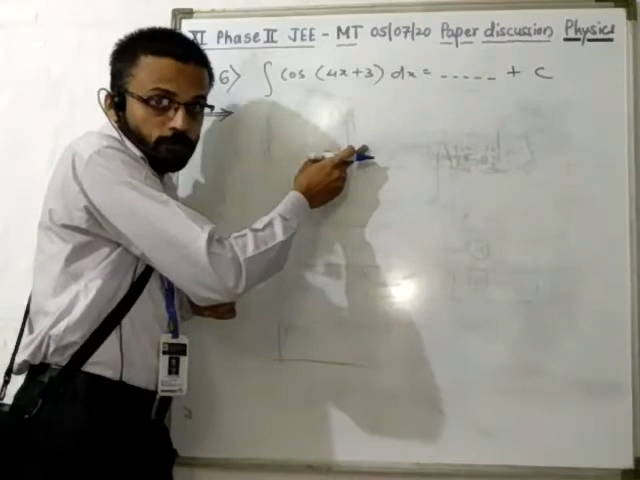 XI Phase II JEE - MT 05/07/20 Paper discussion Physics
6> ∫ cos (4x+3) dx = ----- + c